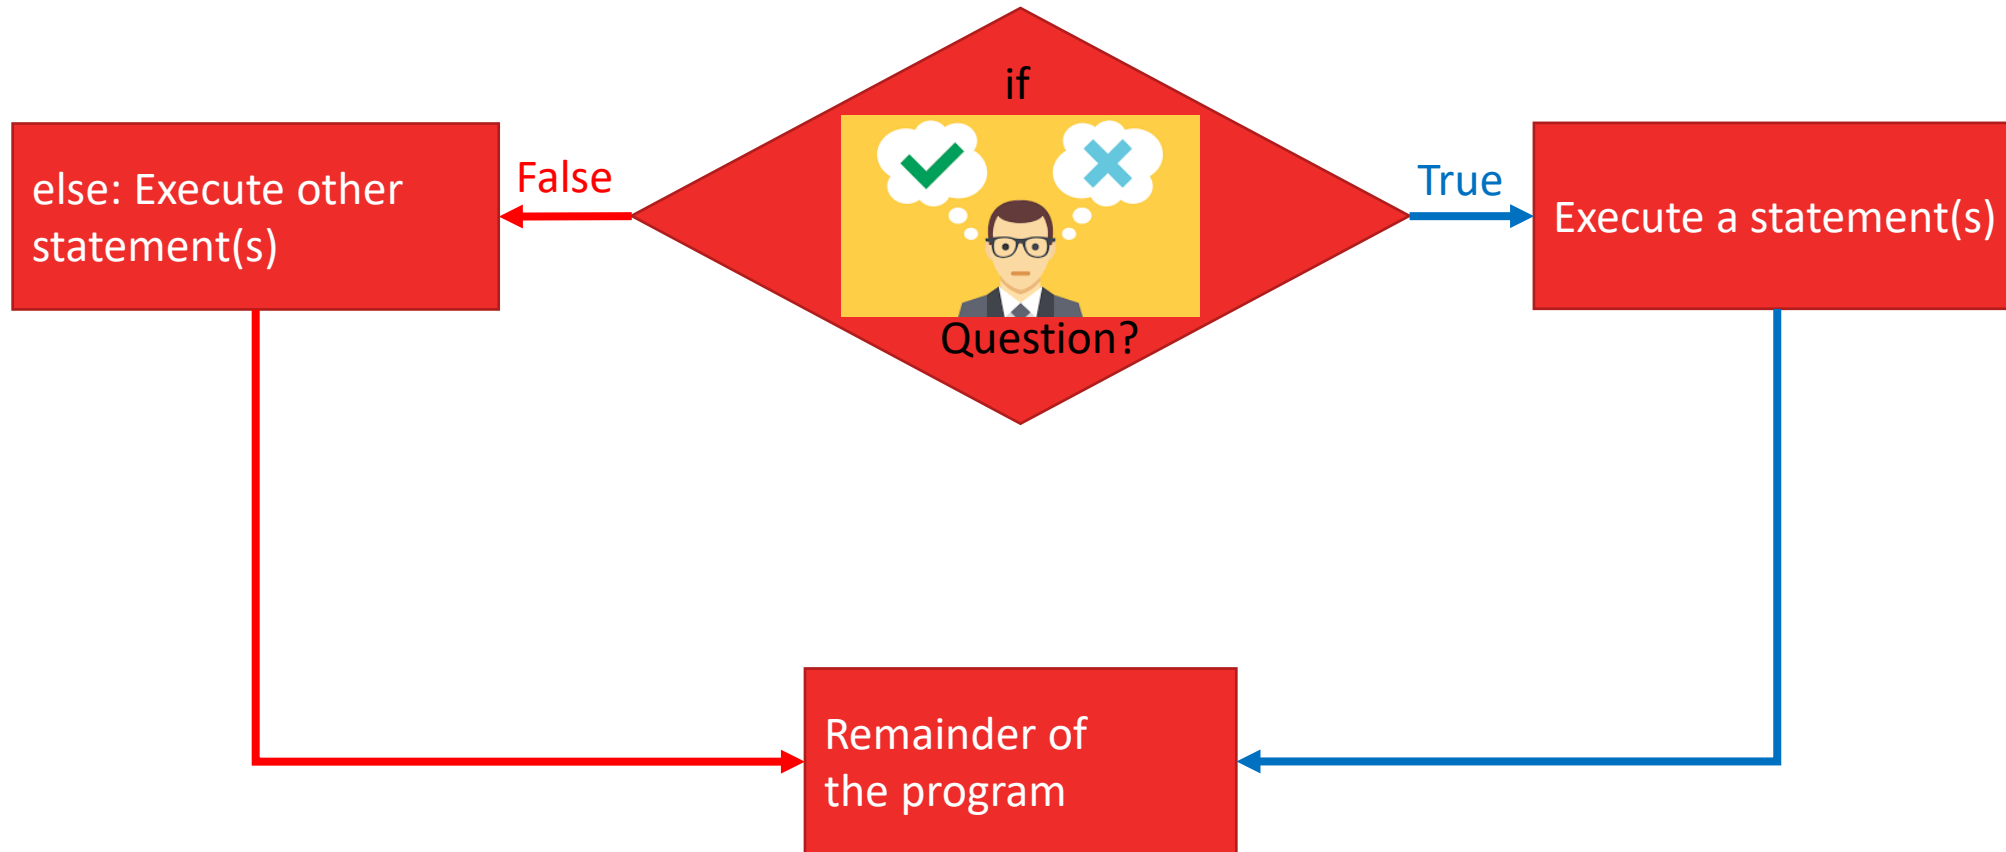 if
Question?
False
else: Execute other
statement(s)
True
Execute a statement(s)
Remainder of
the program